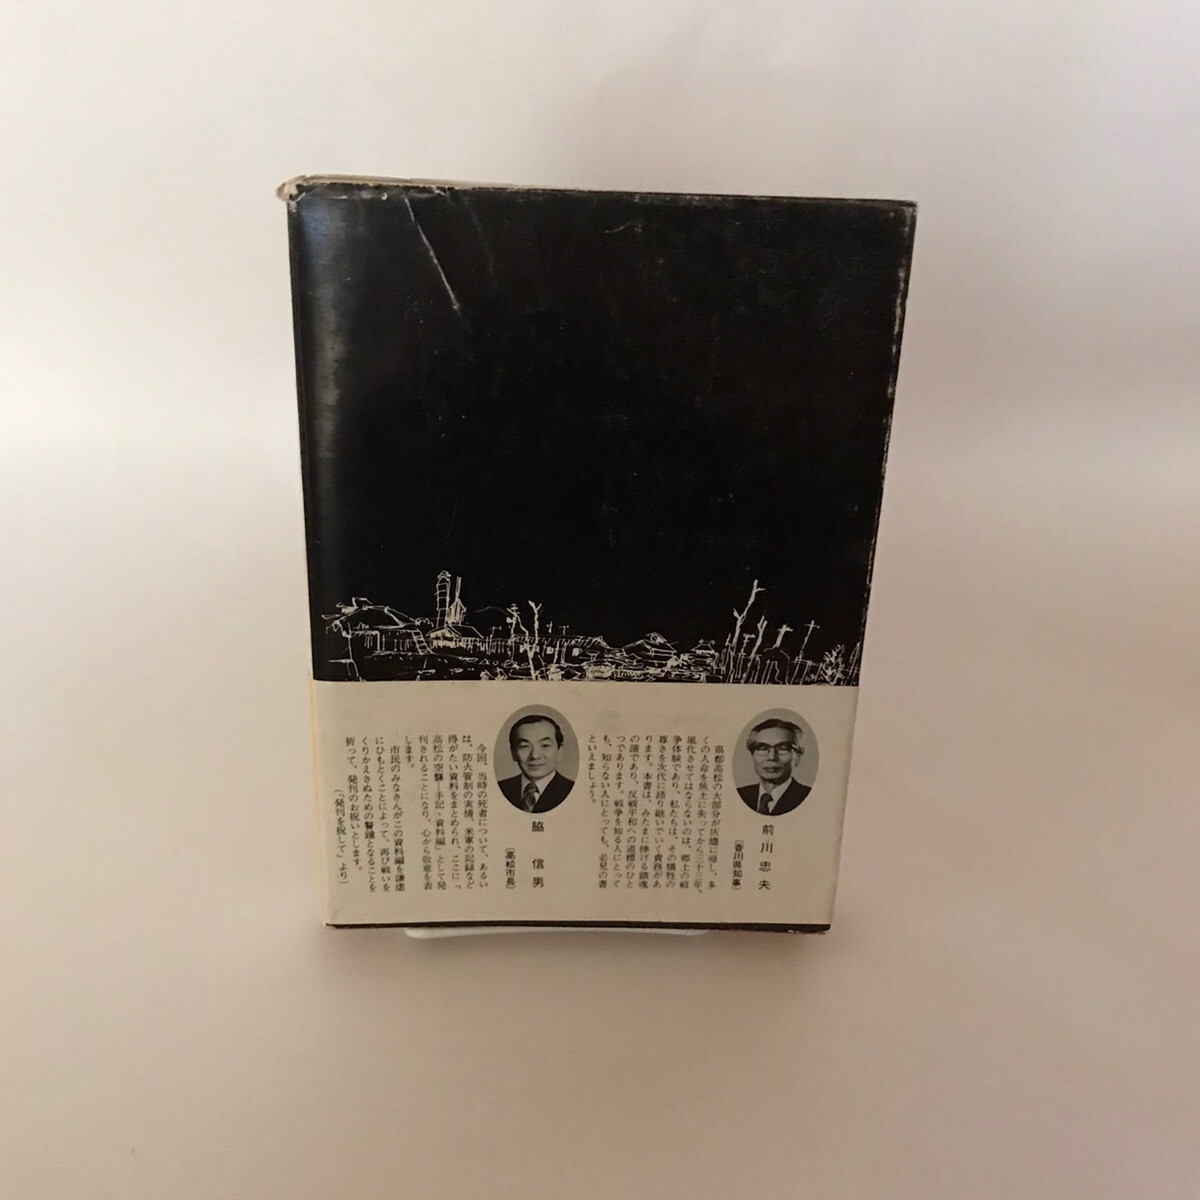 前川忠夫
(香川県知事)
県都高松の大部分が灰燼に帰し、多
くの人命を焦土に失ってから三十三年。
風化させてはならないのは、郷土の戦
争体験であり、私たちは、その犠牲の
尊さを次代に語り継いでいく責務があ
ります。本書は、みたまに捧げる鎮魂
の譜であり、反戦平和への道標のひと
つであります。戦争を知る人にとって
も、知らない人にとっても、必見の書
といえましょう。
脇信男
(高松市長)
今回、当時の死者について、あるい
は、防火管制の実情、米軍の記録など
得がたい資料をまとめられ、ここに「
高松の空襲―手記・資料編」として発
刊されることになり、心から敬意を表
します。
市民のみなさんがこの資料編を謙虚
にひもとくことによって、再び戦いを
くりかえさぬための警鐘となることを
祈って、発刊のお祝いとします。
(「発刊を祝して」より)